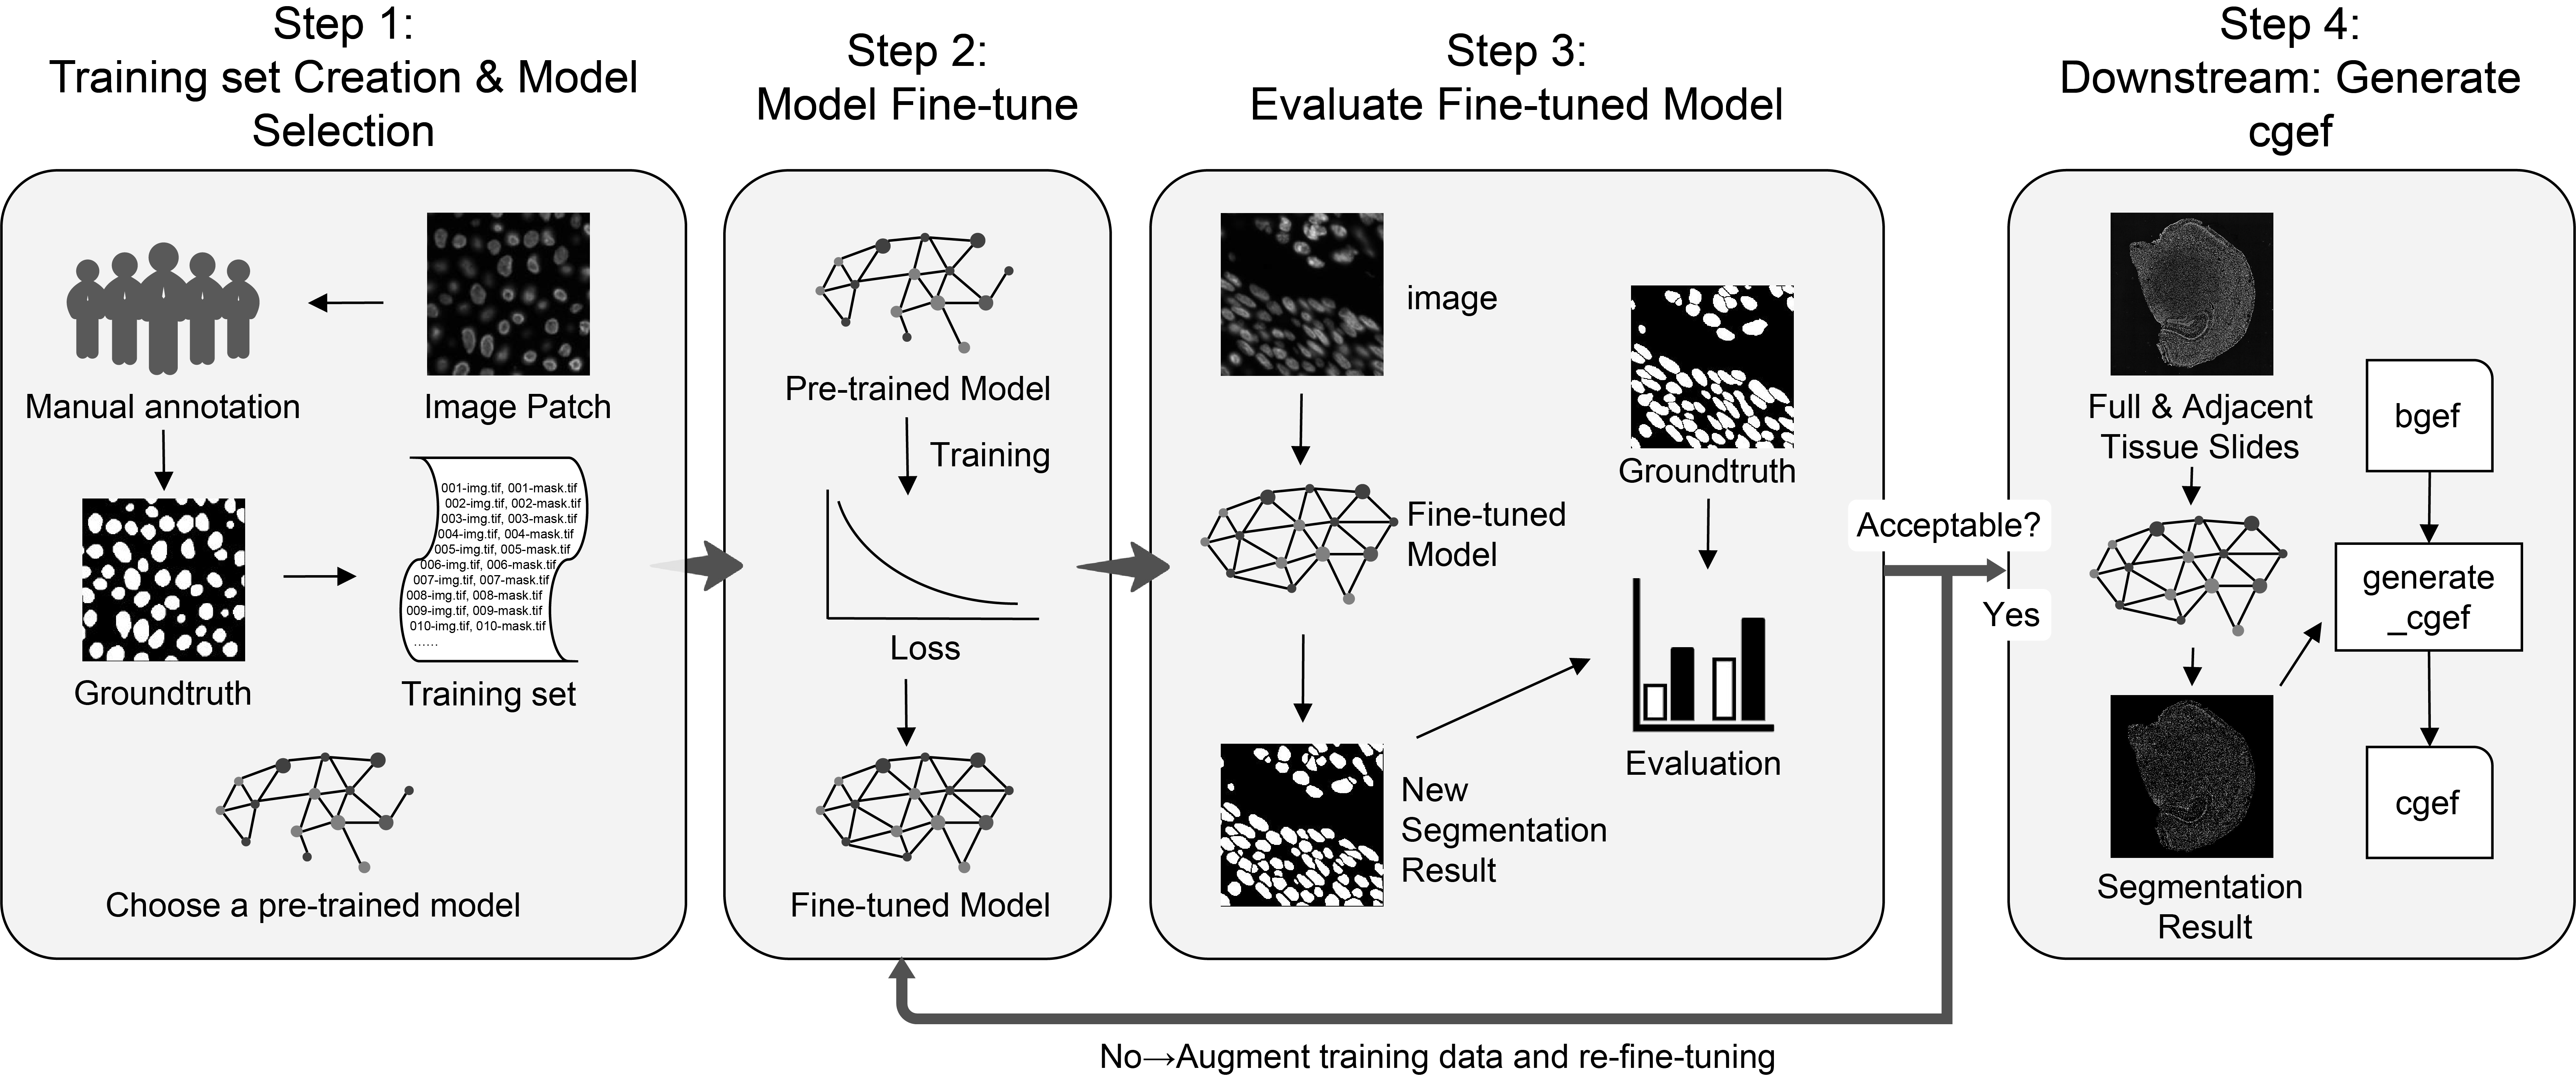 Step 1:
Training set Creation & Model
Selection
Manual annotation
Image Patch
Groundtruth
001-img.tif, 001-mask.tif
002-img.tif, 002-mask.tif
003-img.tif, 003-mask.tif
004-img.tif, 004-mask.tif
005-img.tif, 005-mask.tif
006-img.tif, 006-mask.tif
007-img.tif, 007-mask.tif
008-img.tif, 008-mask.tif
009-img.tif, 009-mask.tif
010-img.tif, 010-mask.tif
......
Training set
Choose a pre-trained model
Step 2:
Model Fine-tune
Pre-trained Model
Training
Loss
Fine-tuned Model
Step 3:
Evaluate Fine-tuned Model
image
Fine-tuned
Model
New
Segmentation
Result
Groundtruth
Evaluation
Acceptable?
Yes
No→Augment training data and re-fine-tuning
Step 4:
Downstream: Generate
cgef
Full & Adjacent
Tissue Slides
Segmentation
Result
bgef
generate
_cgef
cgef